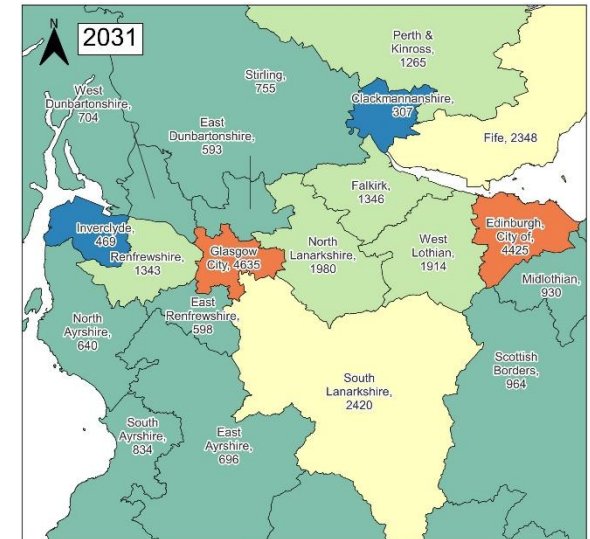 N
2031
Perth &
Kinross,
1265
Stirling,
755
West
Dunbartonshire,
704
Clackmannanshire,
307
East
Dunbartonshire,
593
Fife, 2348
Falkirk,
1346
Inverclyde,
469
Renfrewshire,
1343
Glasgow
City, 4635
North
Lanarkshire,
1980
West
Lothian,
1914
Edinburgh,
City of,
4425
Midlothian,
930
East
Renfrewshire,
598
North
Ayrshire,
640
Scottish
Borders,
964
South
Lanarkshire,
2420
South
Ayrshire,
834
East
Ayrshire,
696